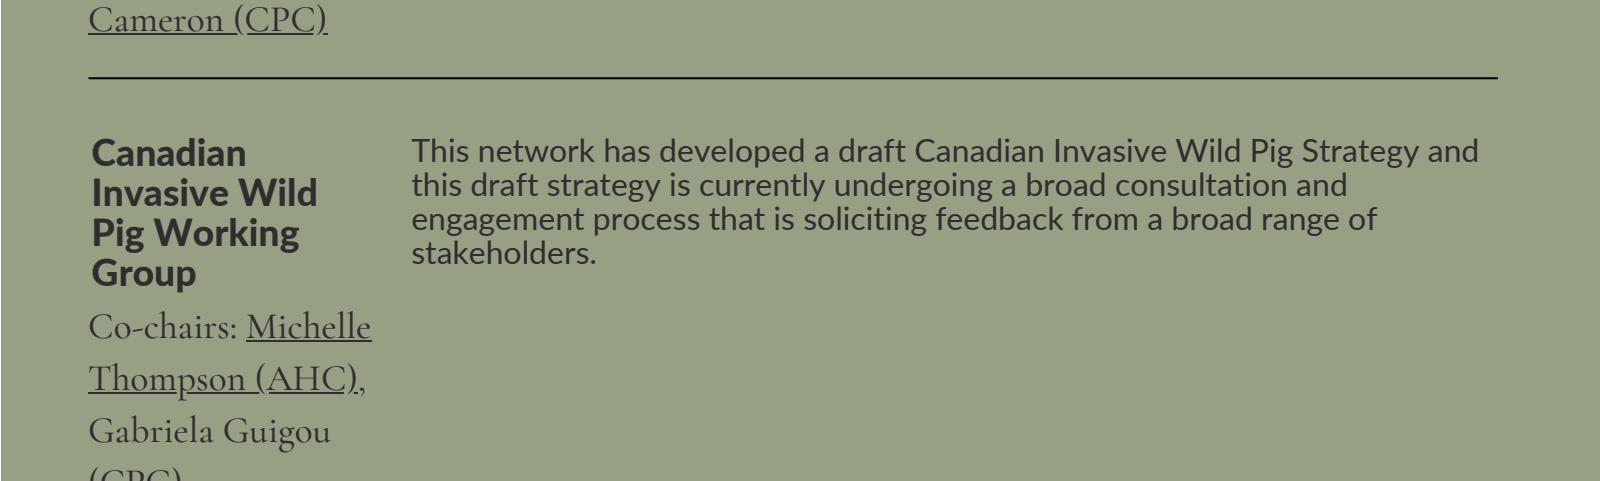 Cameron (CPC)
Canadian
Invasive Wild
Pig Working
Group
Co-chairs: Michelle
Thompson (AHC),
Gabriela Guigou
(CPC)
This network has developed a draft Canadian Invasive Wild Pig Strategy and
this draft strategy is currently undergoing a broad consultation and
engagement process that is soliciting feedback from a broad range of
stakeholders.